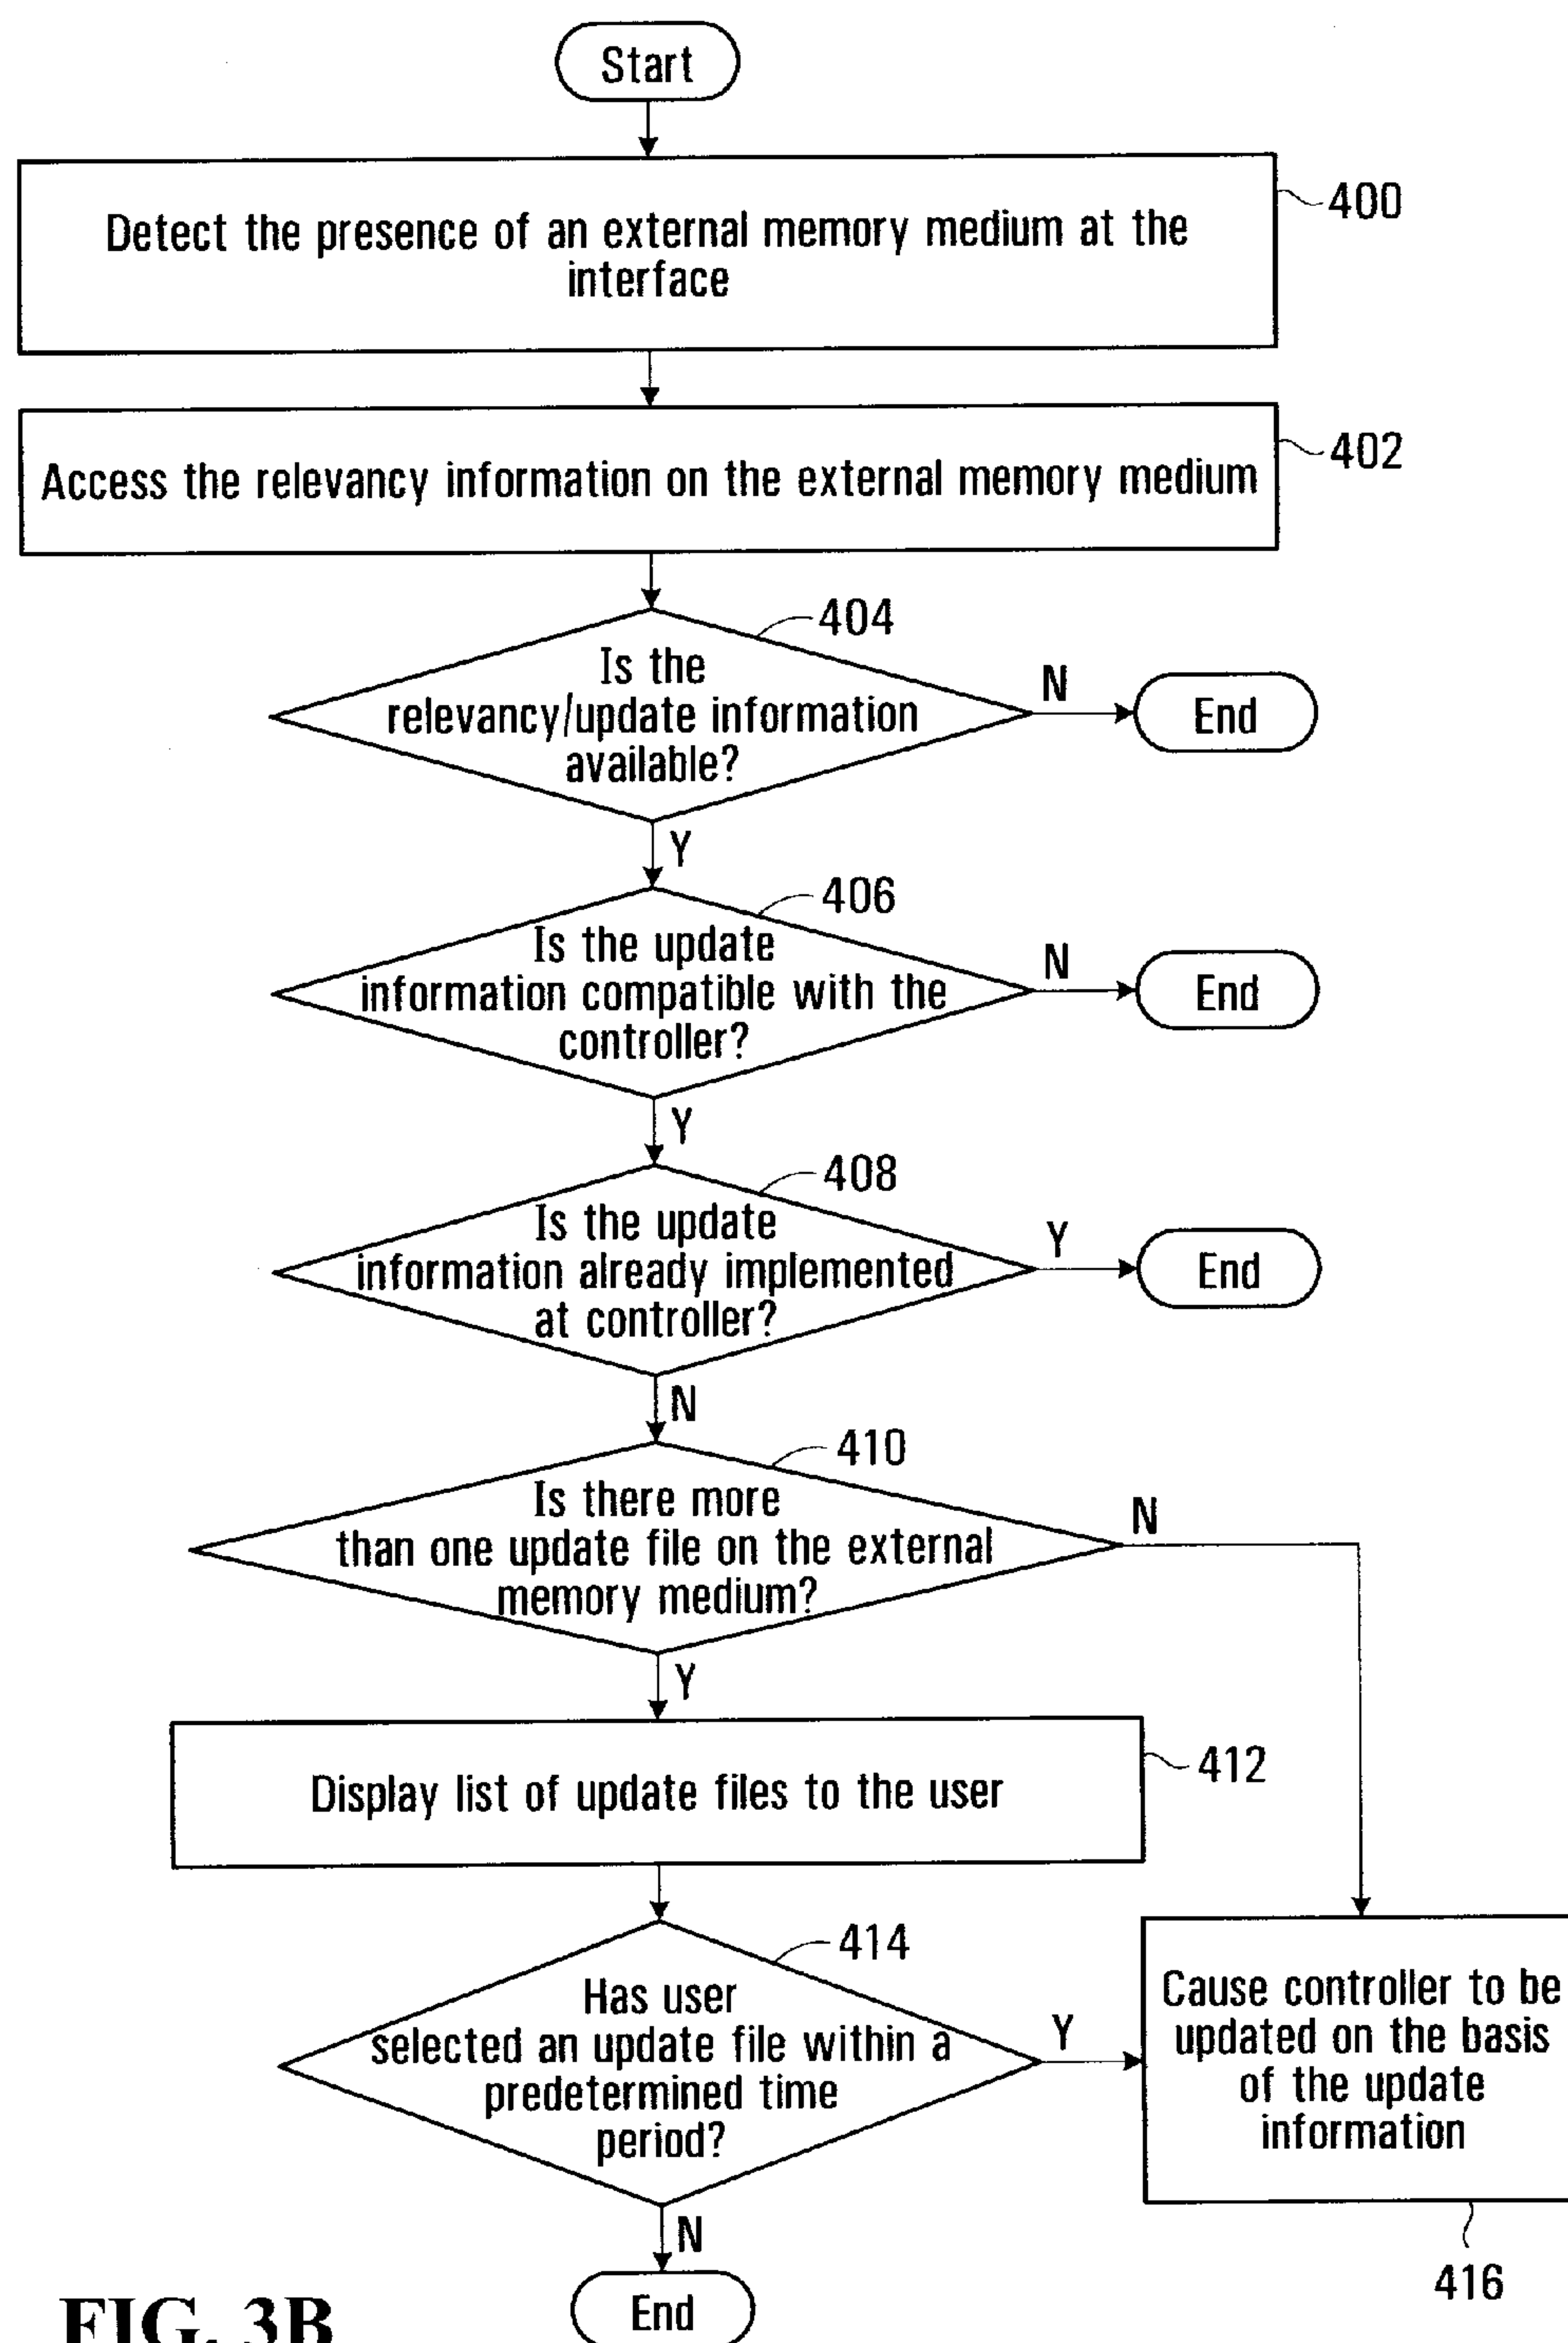 Start
Detect the presence of an external memory medium at the
interface
400
Access the relevancy information on the external memory medium
402
404
Is the
relevancy/update information
available?
N
End
Y
406
Is the update
information compatible with the
controller?
N
End
Y
408
Is the update
information already implemented
at controller?
Y
End
N
410
Is there more
than one update file on the external
memory medium?
N
Y
Display list of update files to the user
412
414
Has user
selected an update file within a
predetermined time
period?
Y
Cause controller to be
updated on the basis
of the update
information
416
N
End
FIG. 3B